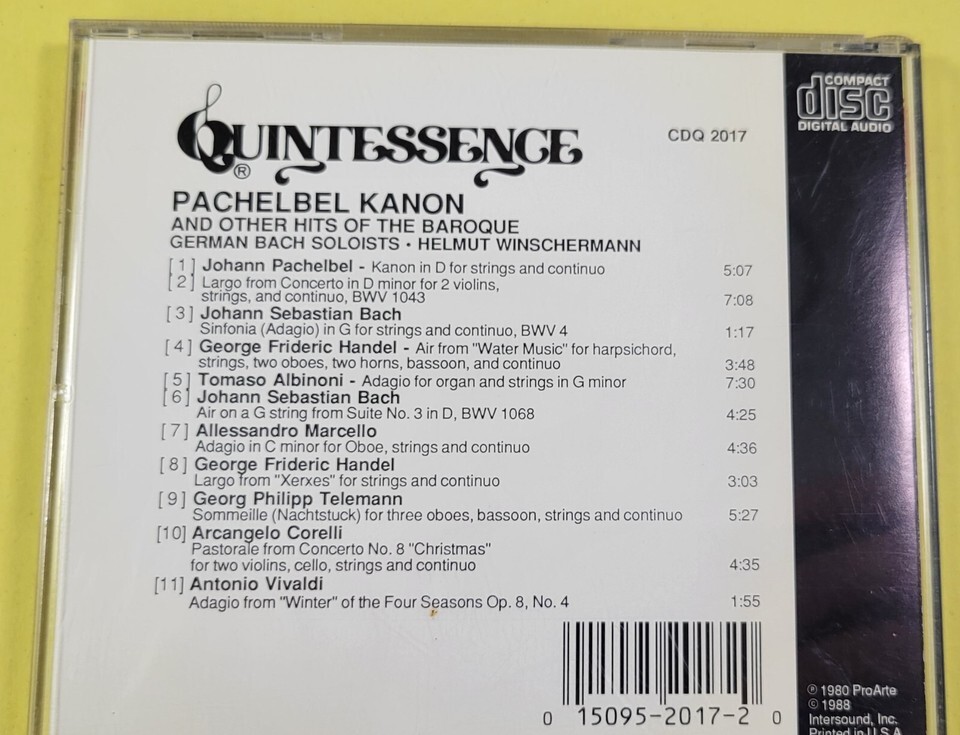 QUINTESSENCE®
CDQ 2017
COMPACT
disc
DIGITAL AUDIO
PACHELBEL KANON
AND OTHER HITS OF THE BAROQUE
GERMAN BACH SOLOISTS • HELMUT WINSCHERMANN
[1] Johann Pachelbel - Kanon in D for strings and continuo 5:07
[2] Largo from Concerto in D minor for 2 violins,
strings, and continuo, BWV 1043 7:08
[3] Johann Sebastian Bach
Sinfonia (Adagio) in G for strings and continuo, BWV 4 1:17
[4] George Frideric Handel - Air from "Water Music" for harpsichord,
strings, two oboes, two horns, bassoon, and continuo 3:48
[5] Tomaso Albinoni - Adagio for organ and strings in G minor 7:30
[6] Johann Sebastian Bach
Air on a G string from Suite No. 3 in D, BWV 1068 4:25
[7] Allessandro Marcello
Adagio in C minor for Oboe, strings and continuo 4:36
[8] George Frideric Handel
Largo from "Xerxes" for strings and continuo 3:03
[9] Georg Philipp Telemann
Sommeille (Nachtstuck) for three oboes, bassoon, strings and continuo 5:27
[10] Arcangelo Corelli
Pastorale from Concerto No. 8 "Christmas"
for two violins, cello, strings and continuo 4:35
[11] Antonio Vivaldi
Adagio from "Winter" of the Four Seasons Op. 8, No. 4 1:55
0 15095-2017-2 0
℗ 1980 ProArte
© 1988
Intersound, Inc.
Printed in U.S.A.